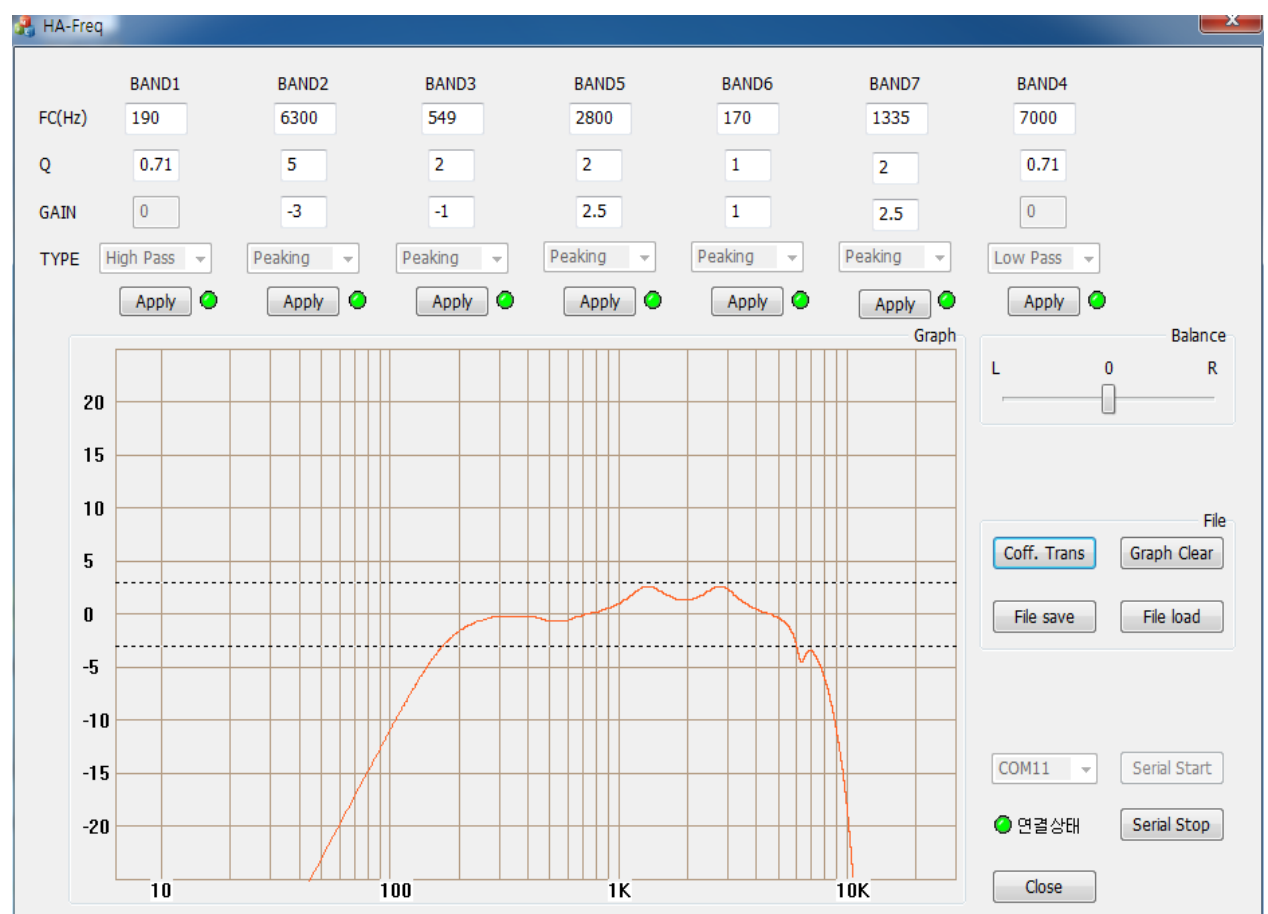 HA-Freq
BAND1 BAND2 BAND3 BAND5 BAND6 BAND7 BAND4
FC(Hz) 190 6300 549 2800 170 1335 7000
Q 0.71 5 2 2 1 2 0.71
GAIN 0 -3 -1 2.5 1 2.5 0
TYPE High Pass Peaking Peaking Peaking Peaking Peaking Low Pass
Apply Apply Apply Apply Apply Apply Apply
Graph
20
15
10
5
0
-5
-10
-15
-20
10 100 1K 10K
Balance
L 0 R
File
Coff. Trans Graph Clear
File save File load
COM11 Serial Start
연결상태 Serial Stop
Close